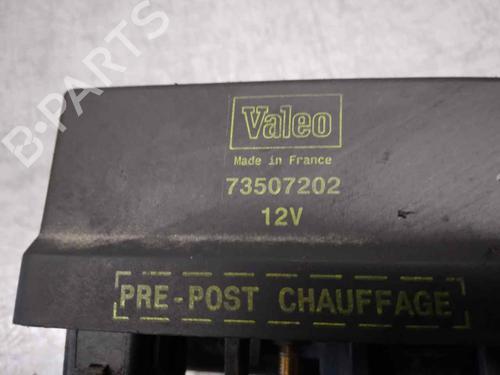 B-PARTS
Valeo
Made in France
73507202
12V
PRE-POST CHAUFFAGE